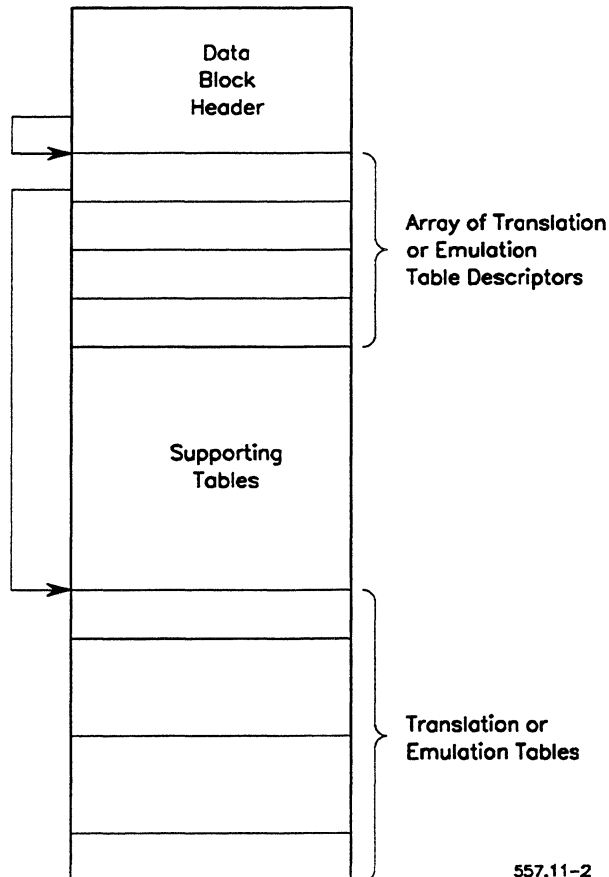 Data
Block
Header
Array of Translation
or Emulation
Table Descriptors
Supporting
Tables
Translation or
Emulation Tables
557.11-2